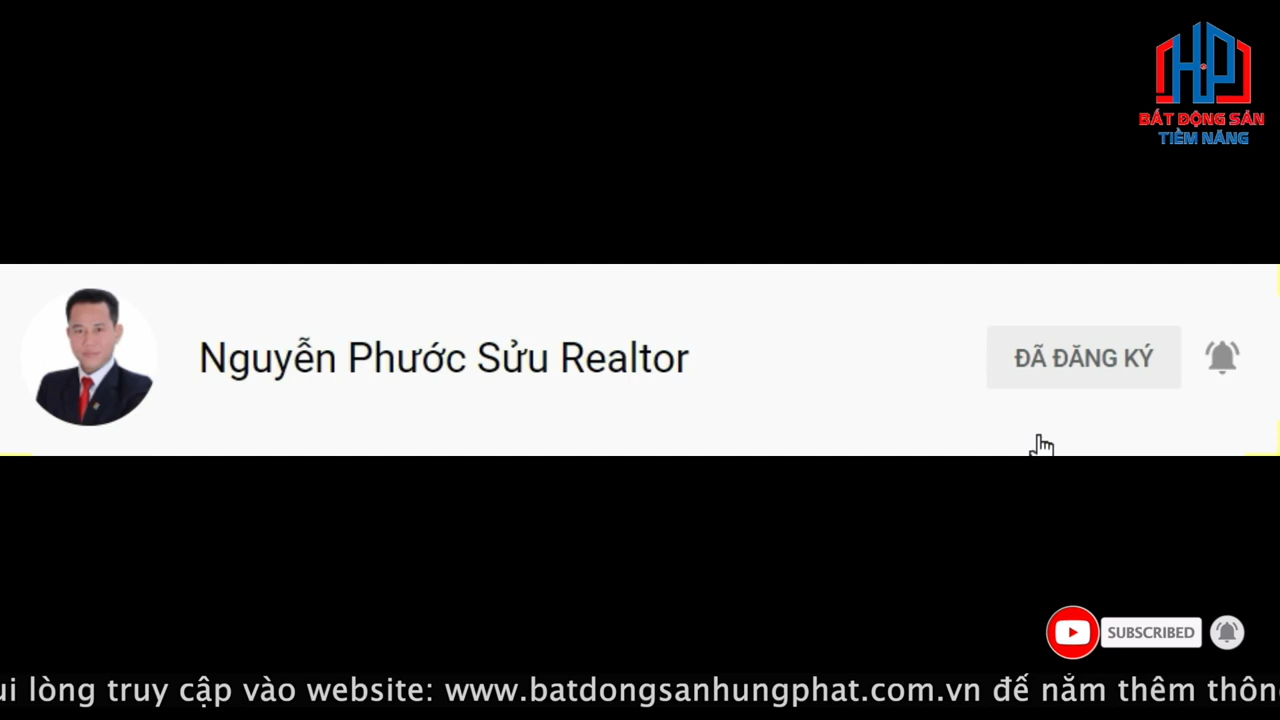 HP
BẤT ĐỘNG SẢN
TIỀM NĂNG
Nguyễn Phước Sửu Realtor
ĐÃ ĐĂNG KÝ
SUBSCRIBED
ui lòng truy cập vào website: www.batdongsanhungphat.com.vn để nắm thêm thôn